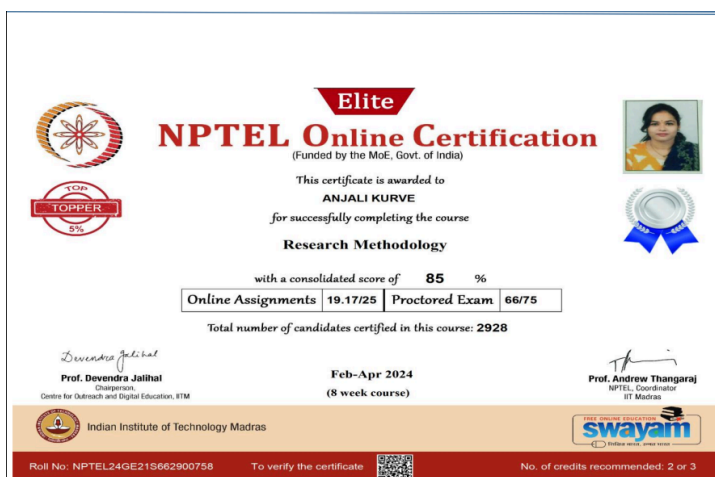 Elite
NPTEL Online Certification
(Funded by the MoE, Govt. of India)
This certificate is awarded to
ANJALI KURVE
for successfully completing the course
Research Methodology
with a consolidated score of 85 %
Online Assignments 19.17/25 Proctored Exam 66/75
Total number of candidates certified in this course: 2928
TOP
TOPPER
5%
Devendra Jalihal
Prof. Devendra Jalihal
Chairperson,
Centre for Outreach and Digital Education, IITM
Feb-Apr 2024
(8 week course)
Prof. Andrew Thangaraj
NPTEL, Coordinator
IIT Madras
Indian Institute of Technology Madras
FREE ONLINE EDUCATION
swayam
शिक्षित भारत, उन्नत भारत
Roll No: NPTEL24GE21S662900758 To verify the certificate No. of credits recommended: 2 or 3